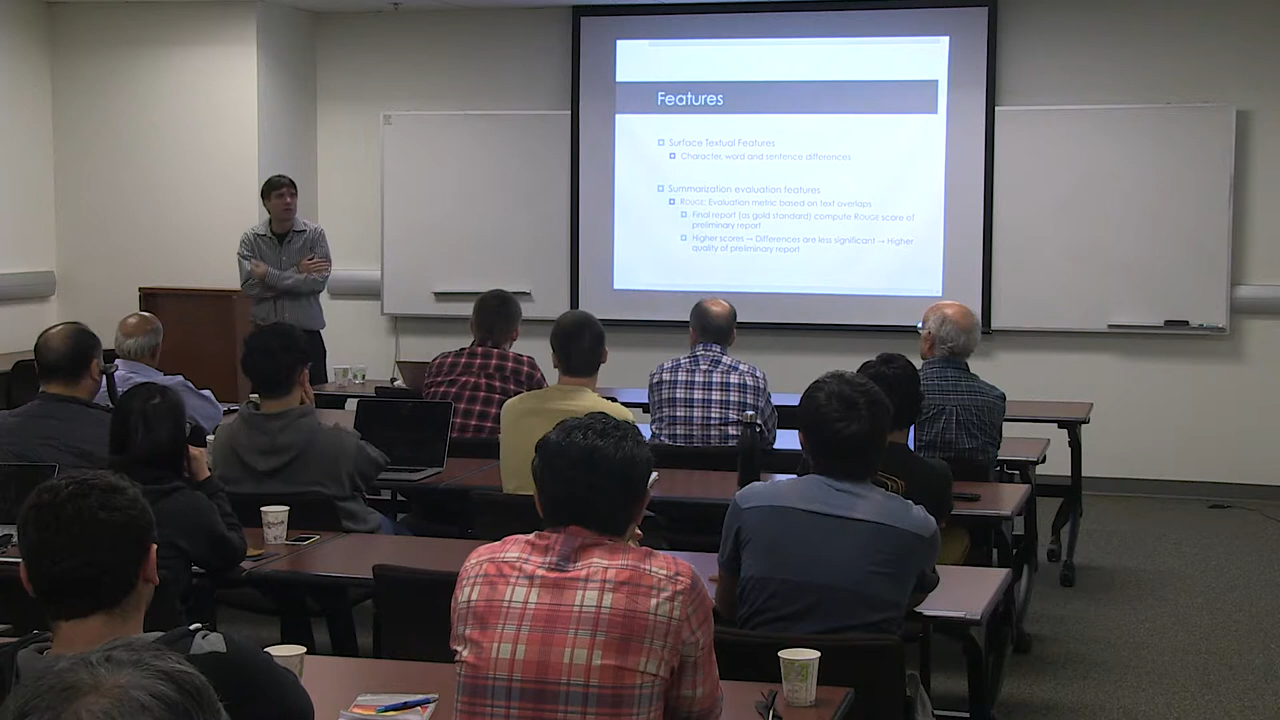 Features
Surface Textual Features
Character, word and sentence differences
Summarization evaluation features
ROUGE: Evaluation metric based on text overlaps
Final report (as gold standard) compute ROUGE score of
preliminary report
Higher scores → Differences are less significant → Higher
quality of preliminary report